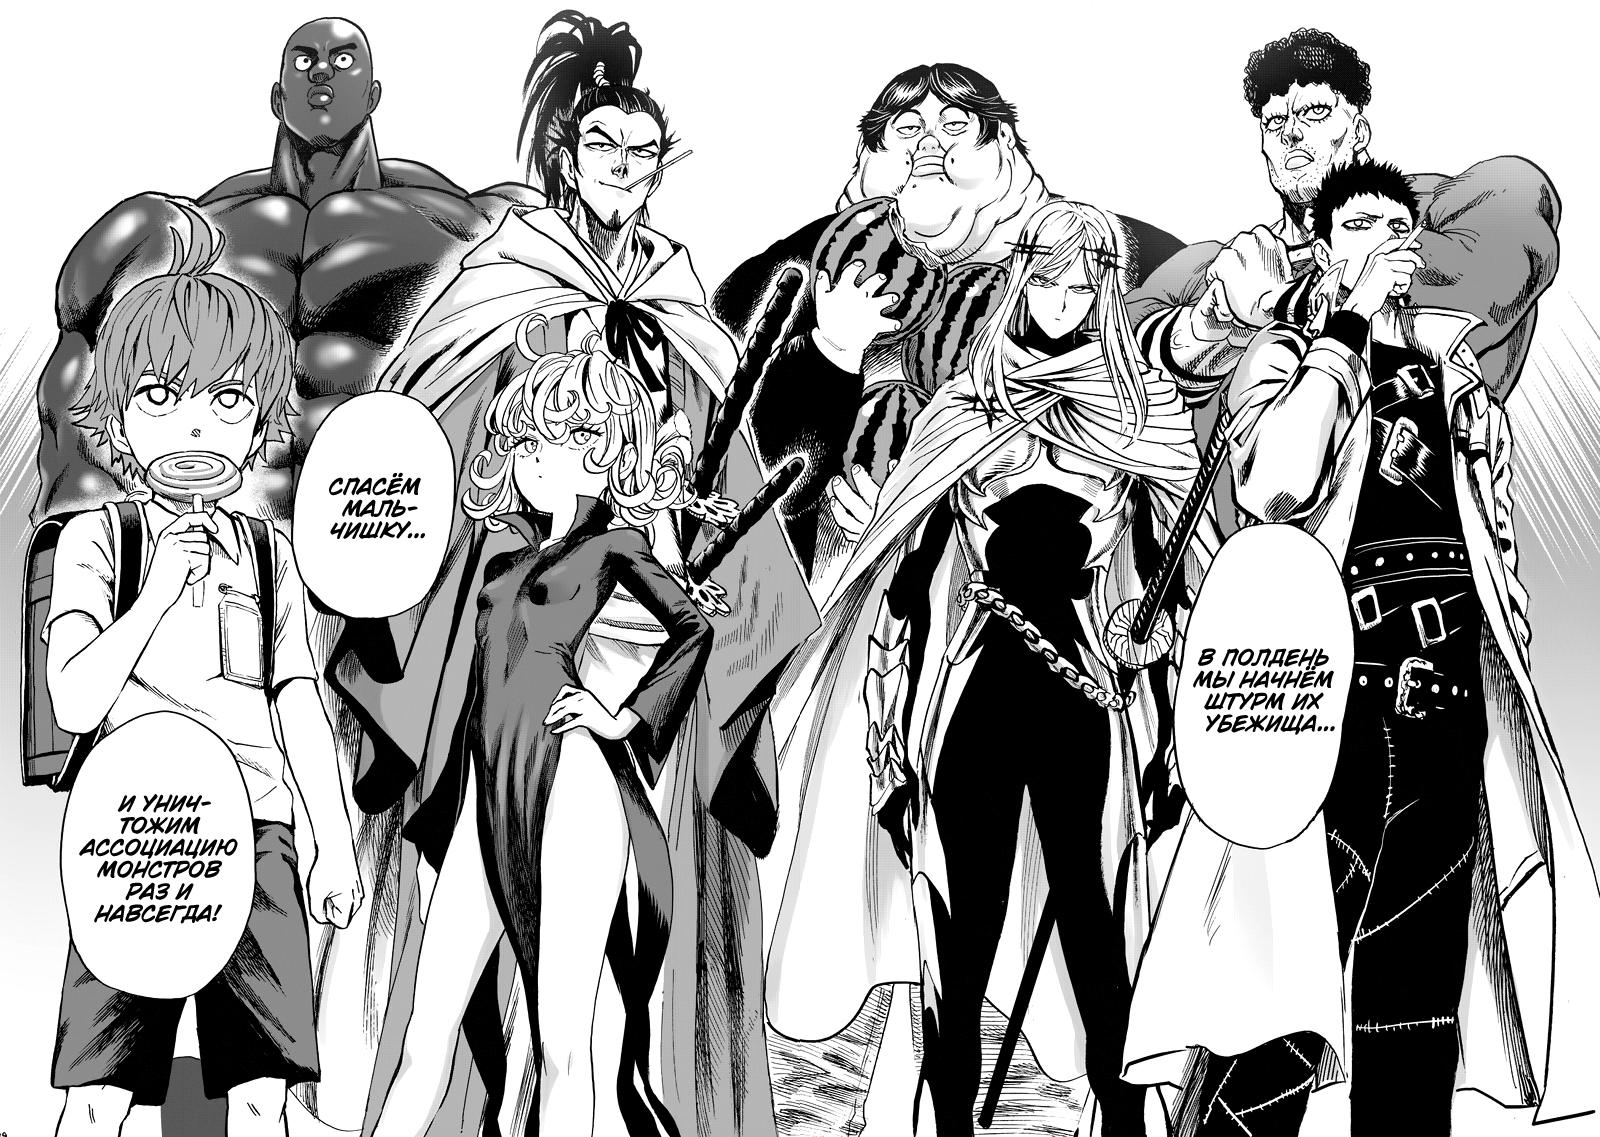 СПАСЁМ
МАЛЬ-
ЧИШКУ...
В ПОЛДЕНЬ
МЫ НАЧНЁМ
ШТУРМ ИХ
УБЕЖИЩА...
И УНИЧ-
ТОЖИМ
АССОЦИАЦИЮ
МОНСТРОВ
РАЗ И
НАВСЕГДА!